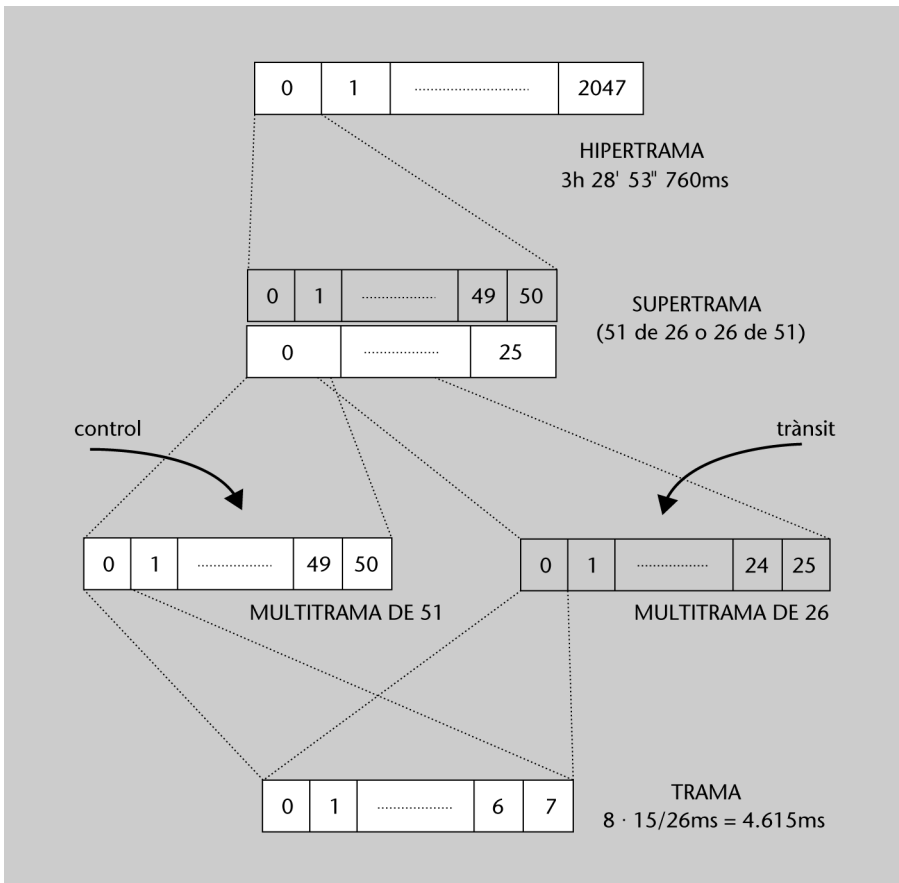 0 1 2047
HIPERTRAMA
3h 28' 53" 760ms
0 1 49 50
SUPERTRAMA
(51 de 26 o 26 de 51)
0 25
control
trànsit
0 1 49 50
MULTITRAMA DE 51
0 1 24 25
MULTITRAMA DE 26
0 1 6 7
TRAMA
8 · 15/26ms = 4.615ms